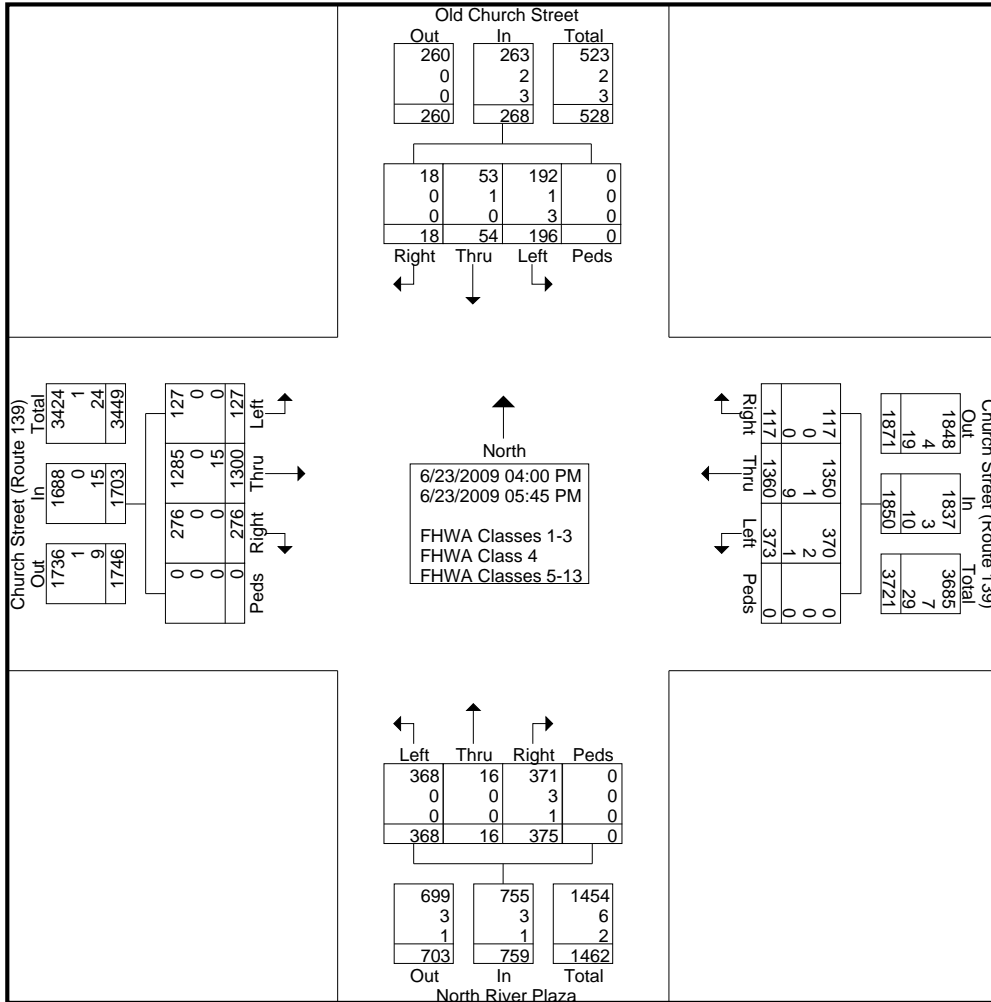 Old Church Street
Out In Total
260 263 523
0 2 2
0 3 3
260 268 528
18 53 192 0
0 1 1 0
0 0 3 0
18 54 196 0
Right Thru Left Peds
Church Street (Route 139)
Total In Out
3424 1688 1736
1 0 1
24 15 9
3449 1703 1746
127 1285 276 0
0 0 0 0
0 15 0 0
127 1300 276 0
Left Thru Right Peds
North
6/23/2009 04:00 PM
6/23/2009 05:45 PM
FHWA Classes 1-3
FHWA Class 4
FHWA Classes 5-13
Church Street (Route 139)
Out In Total
1848 1837 3685
4 3 7
19 10 29
1871 1850 3721
117 1350 370 0
0 1 2 0
0 9 1 0
117 1360 373 0
Right Thru Left Peds
Left Thru Right Peds
368 16 371 0
0 0 3 0
0 0 1 0
368 16 375 0
699 755 1454
3 3 6
1 1 2
703 759 1462
Out In Total
North River Plaza